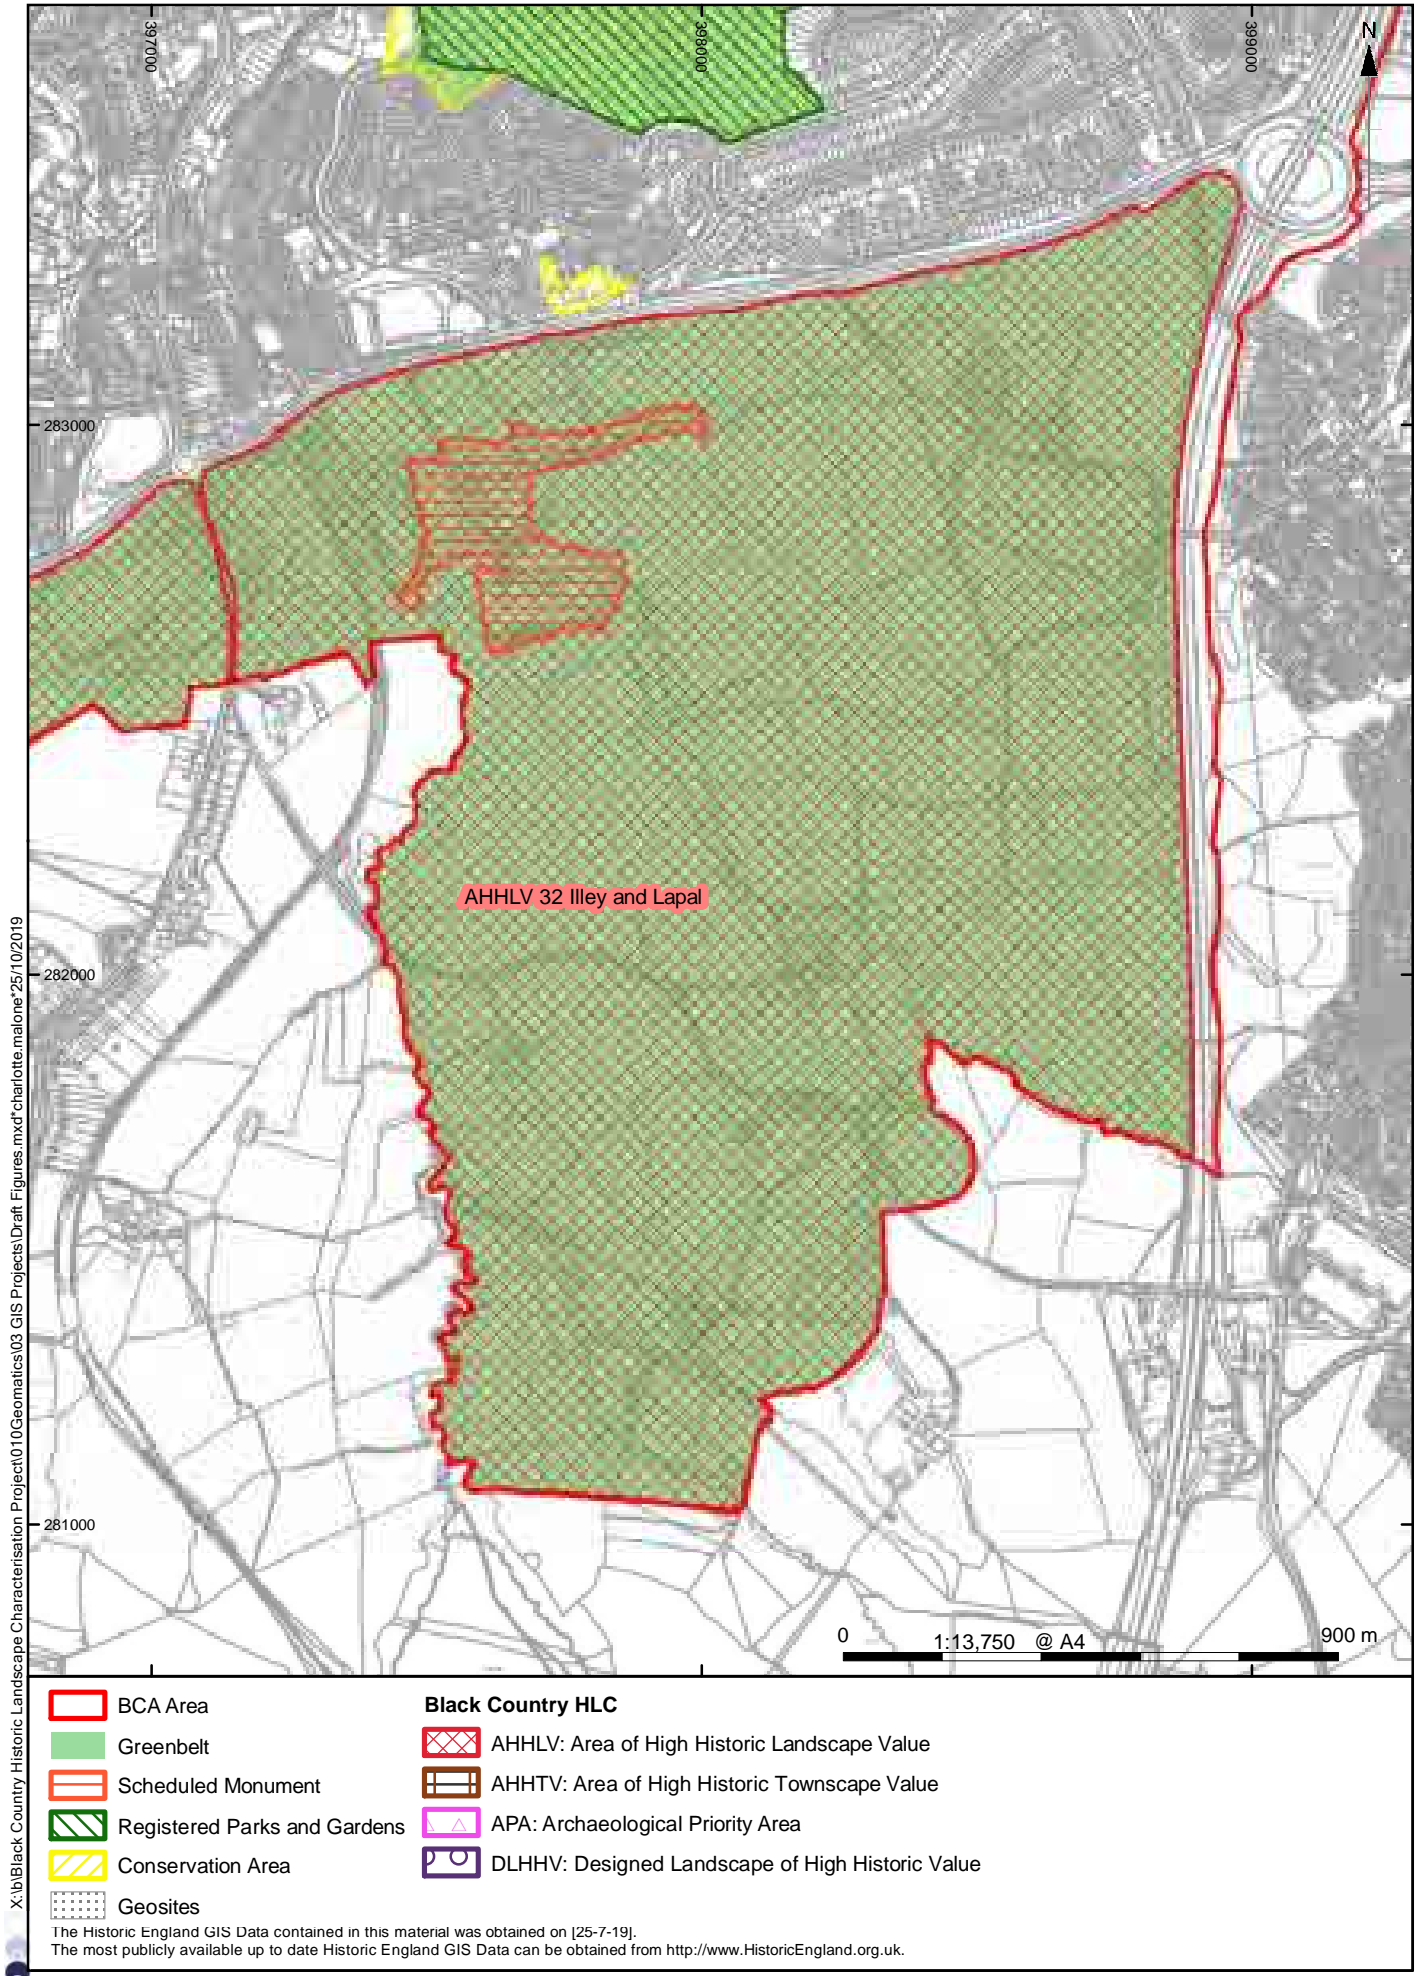 397000
398000
399000
N
283000
AHHLV 32 Illey and Lapal
282000
281000
0 1:13,750 @ A4 900 m
X:\b\Black Country Historic Landscape Characterisation Project\010Geomatics\03 GIS Projects\Draft Figures.mxd*charlotte.malone*25/10/2019
BCA Area
Greenbelt
Scheduled Monument
Registered Parks and Gardens
Conservation Area
Geosites
Black Country HLC
AHHLV: Area of High Historic Landscape Value
AHHTV: Area of High Historic Townscape Value
APA: Archaeological Priority Area
DLHHV: Designed Landscape of High Historic Value
The Historic England GIS Data contained in this material was obtained on [25-7-19].
The most publicly available up to date Historic England GIS Data can be obtained from http://www.HistoricEngland.org.uk.